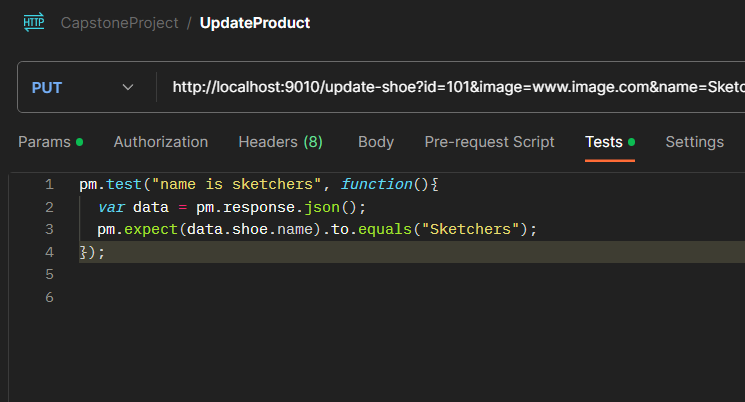 HTTP CapstoneProject / UpdateProduct
PUT http://localhost:9010/update-shoe?id=101&image=www.image.com&name=Sketc
Params Authorization Headers (8) Body Pre-request Script Tests Settings
1 pm.test("name is sketchers", function(){
2 var data = pm.response.json();
3 pm.expect(data.shoe.name).to.equals("Sketchers");
4 });
5
6